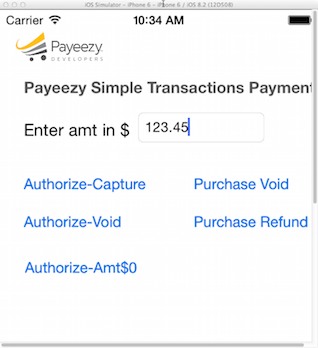 iOS Simulator - iPhone 6 - iPhone 6 / iOS 8.2 (12D508)
Carrier 10:34 AM
Payeezy
DEVELOPERS
Payeezy Simple Transactions Payment
Enter amt in $ 123.45
Authorize-Capture Purchase Void
Authorize-Void Purchase Refund
Authorize-Amt$0